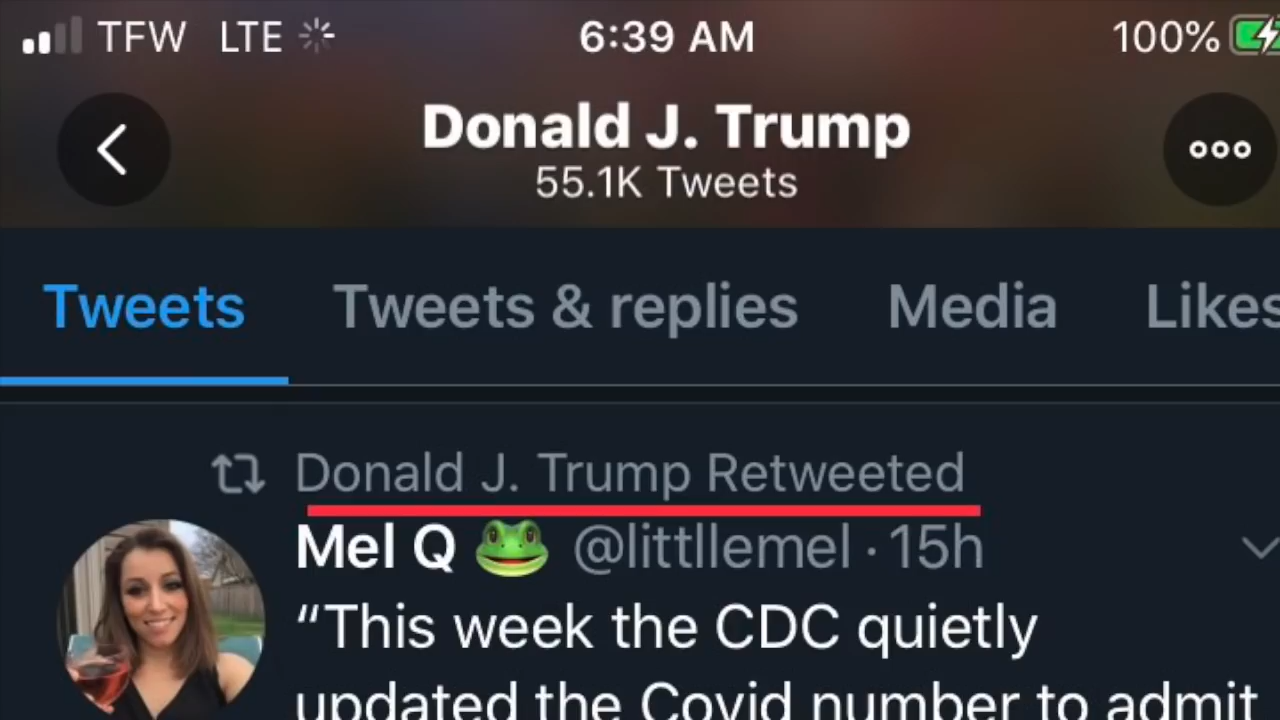 TFW LTE 6:39 AM 100%
Donald J. Trump
55.1K Tweets
Tweets Tweets & replies Media Likes
Donald J. Trump Retweeted
Mel Q 🐸 @littllemel · 15h
“This week the CDC quietly
updated the Covid number to admit